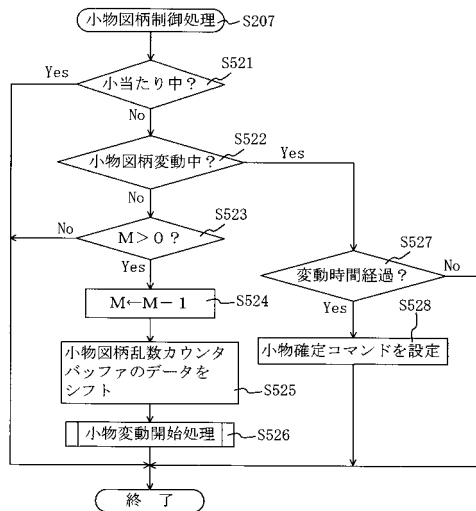 小物図柄制御処理
S207
Yes
S521
小当たり中？
No
S522
小物図柄変動中？
Yes
No
S523
No
M＞0？
S527
Yes
変動時間経過？
No
M←M－1
S524
Yes
S528
小物図柄乱数カウンタ
バッファのデータを
シフト
小物確定コマンドを設定
S525
小物変動開始処理
S526
終了